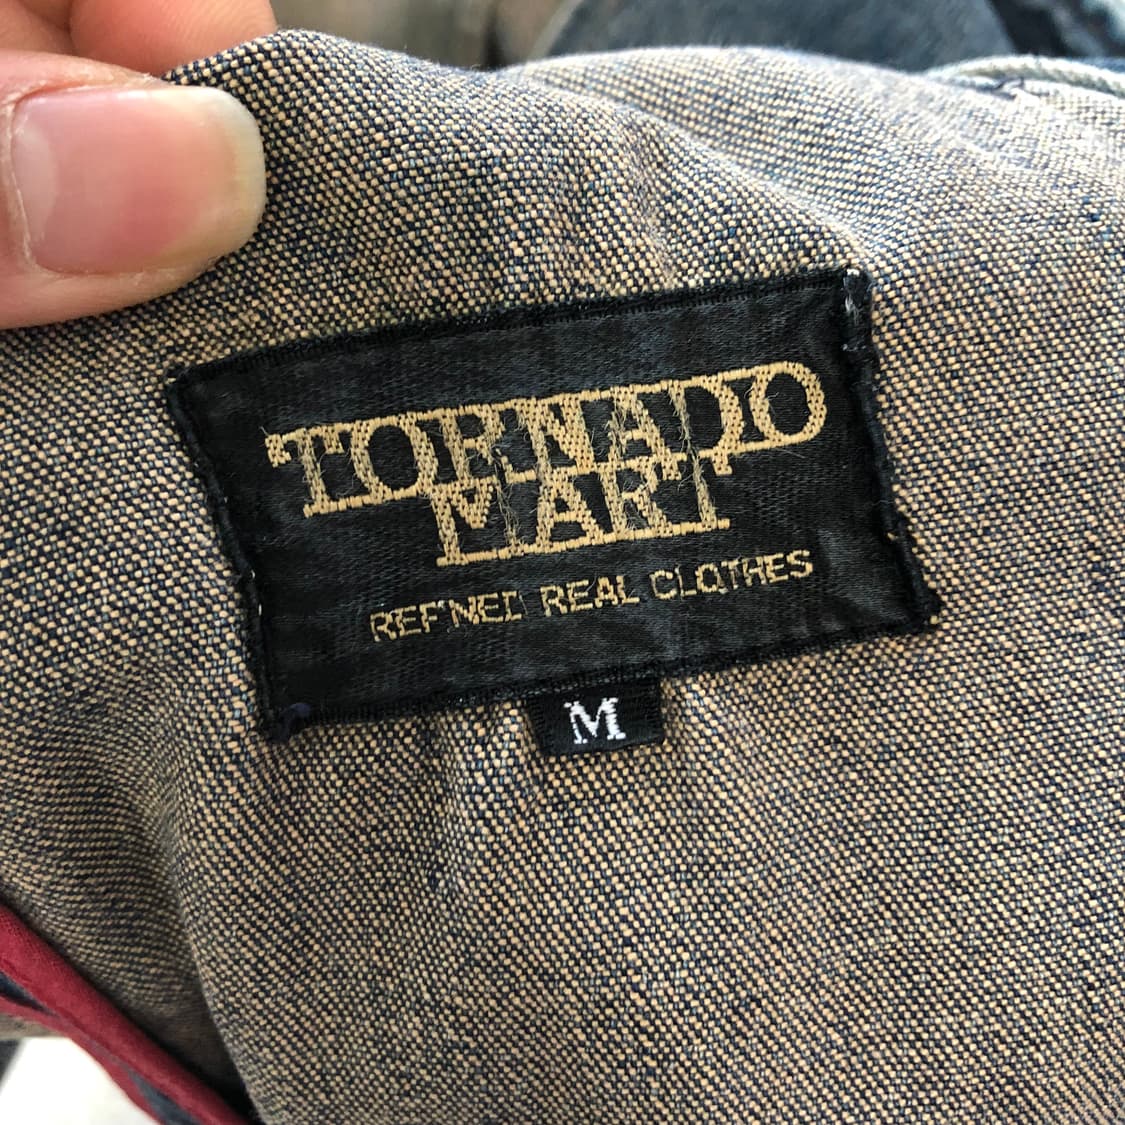 TORNADO
MART
REFINED REAL CLOTHES
M